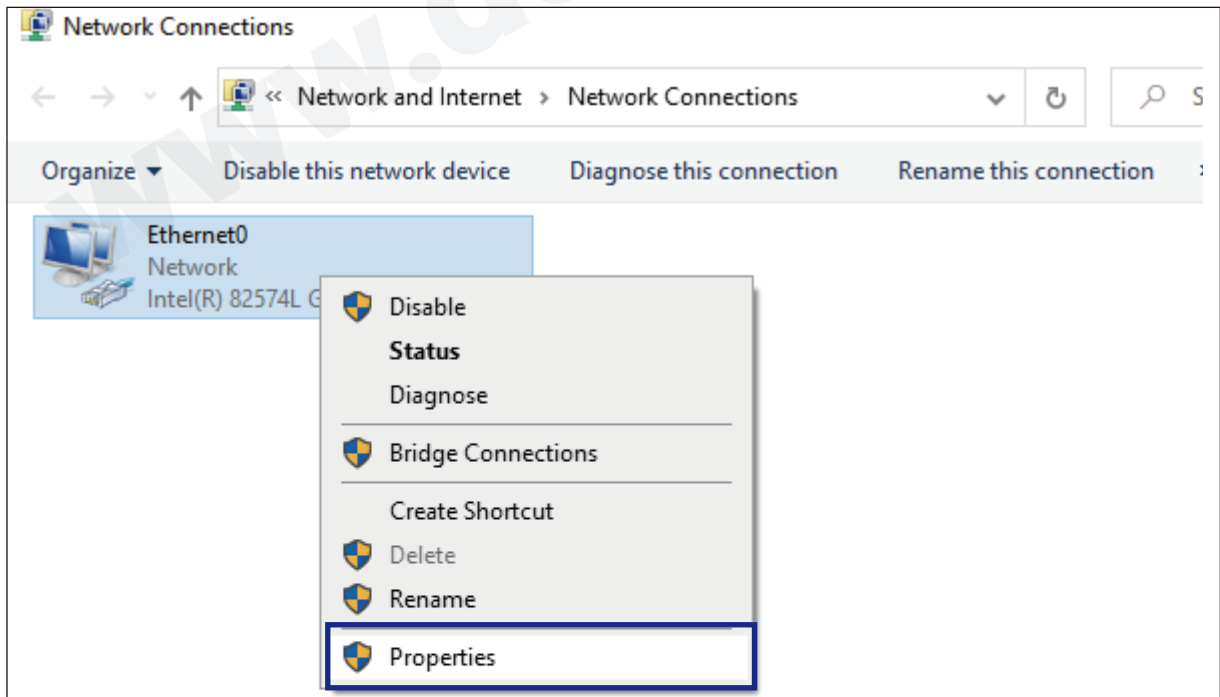 Network Connections
« Network and Internet > Network Connections
Organize Disable this network device Diagnose this connection Rename this connection
Ethernet0
Network
Intel(R) 82574L
Disable
Status
Diagnose
Bridge Connections
Create Shortcut
Delete
Rename
Properties